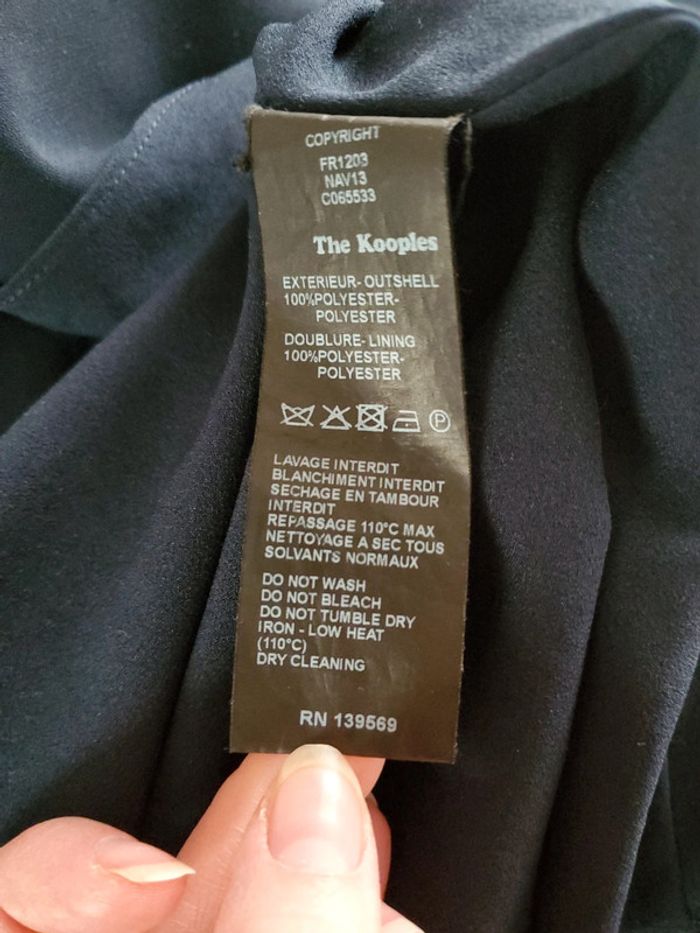 COPYRIGHT
FR1203
NAV13
C065533
The Kooples
EXTERIEUR- OUTSHELL
100%POLYESTER-
POLYESTER
DOUBLURE- LINING
100%POLYESTER-
POLYESTER
P
LAVAGE INTERDIT
BLANCHIMENT INTERDIT
SECHAGE EN TAMBOUR
INTERDIT
REPASSAGE 110°C MAX
NETTOYAGE A SEC TOUS
SOLVANTS NORMAUX
DO NOT WASH
DO NOT BLEACH
DO NOT TUMBLE DRY
IRON - LOW HEAT
(110°C)
DRY CLEANING
RN 139569